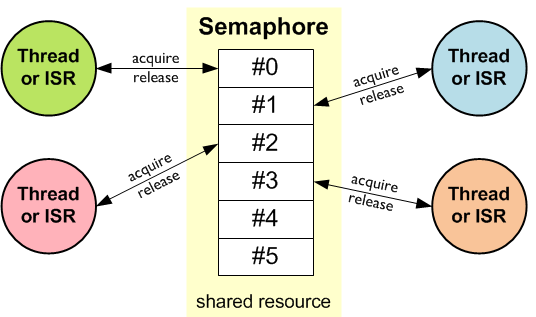 Semaphore
Thread
or ISR
acquire
release
#0
acquire
release
Thread
or ISR
#1
#2
Thread
or ISR
acquire
release
#3
acquire
release
Thread
or ISR
#4
#5
shared resource